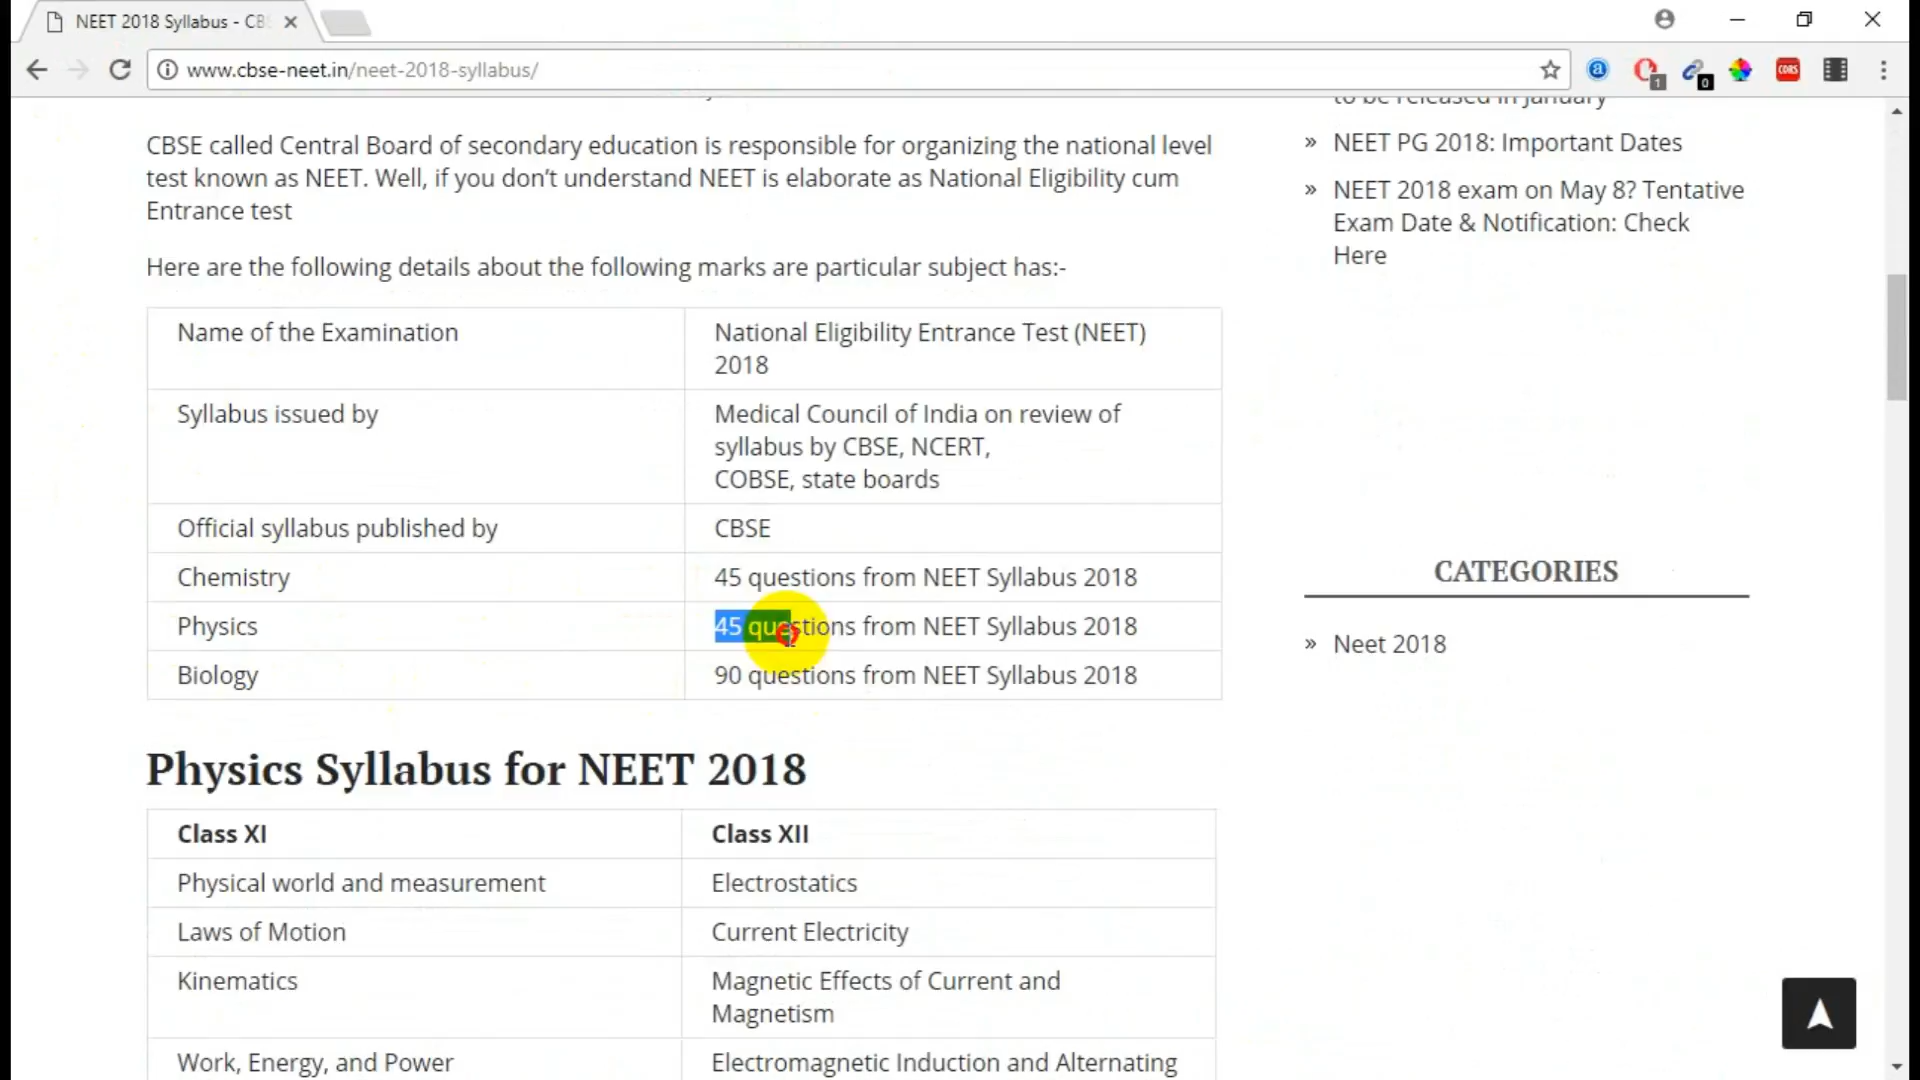 NEET 2018 Syllabus - CB
www.cbse-neet.in/neet-2018-syllabus/
1
0
CORS
CBSE called Central Board of secondary education is responsible for organizing the national level
test known as NEET. Well, if you don’t understand NEET is elaborate as National Eligibility cum
Entrance test
Here are the following details about the following marks are particular subject has:-
Name of the Examination
National Eligibility Entrance Test (NEET)
2018
Syllabus issued by
Medical Council of India on review of
syllabus by CBSE, NCERT,
COBSE, state boards
Official syllabus published by
CBSE
Chemistry
45 questions from NEET Syllabus 2018
Physics
45 questions from NEET Syllabus 2018
Biology
90 questions from NEET Syllabus 2018
Physics Syllabus for NEET 2018
Class XI
Class XII
Physical world and measurement
Electrostatics
Laws of Motion
Current Electricity
Kinematics
Magnetic Effects of Current and
Magnetism
Work, Energy, and Power
Electromagnetic Induction and Alternating
to be released in January
» NEET PG 2018: Important Dates
» NEET 2018 exam on May 8? Tentative
Exam Date & Notification: Check
Here
CATEGORIES
» Neet 2018